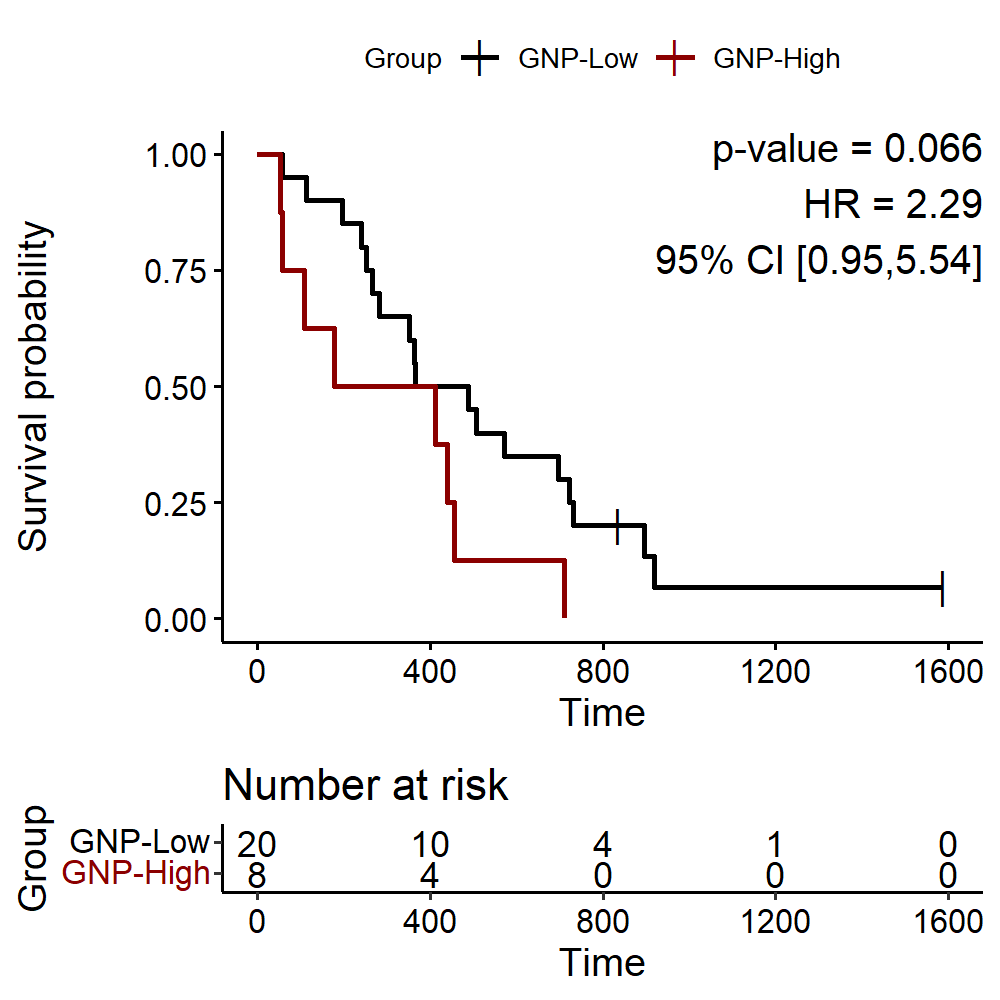 Group GNP-Low GNP-High
p-value = 0.066
HR = 2.29
95% CI [0.95,5.54]
Survival probability
1.00
0.75
0.50
0.25
0.00
0 400 800 1200 1600
Time
Number at risk
Group
GNP-Low 20 10 4 1 0
GNP-High 8 4 0 0 0
0 400 800 1200 1600
Time